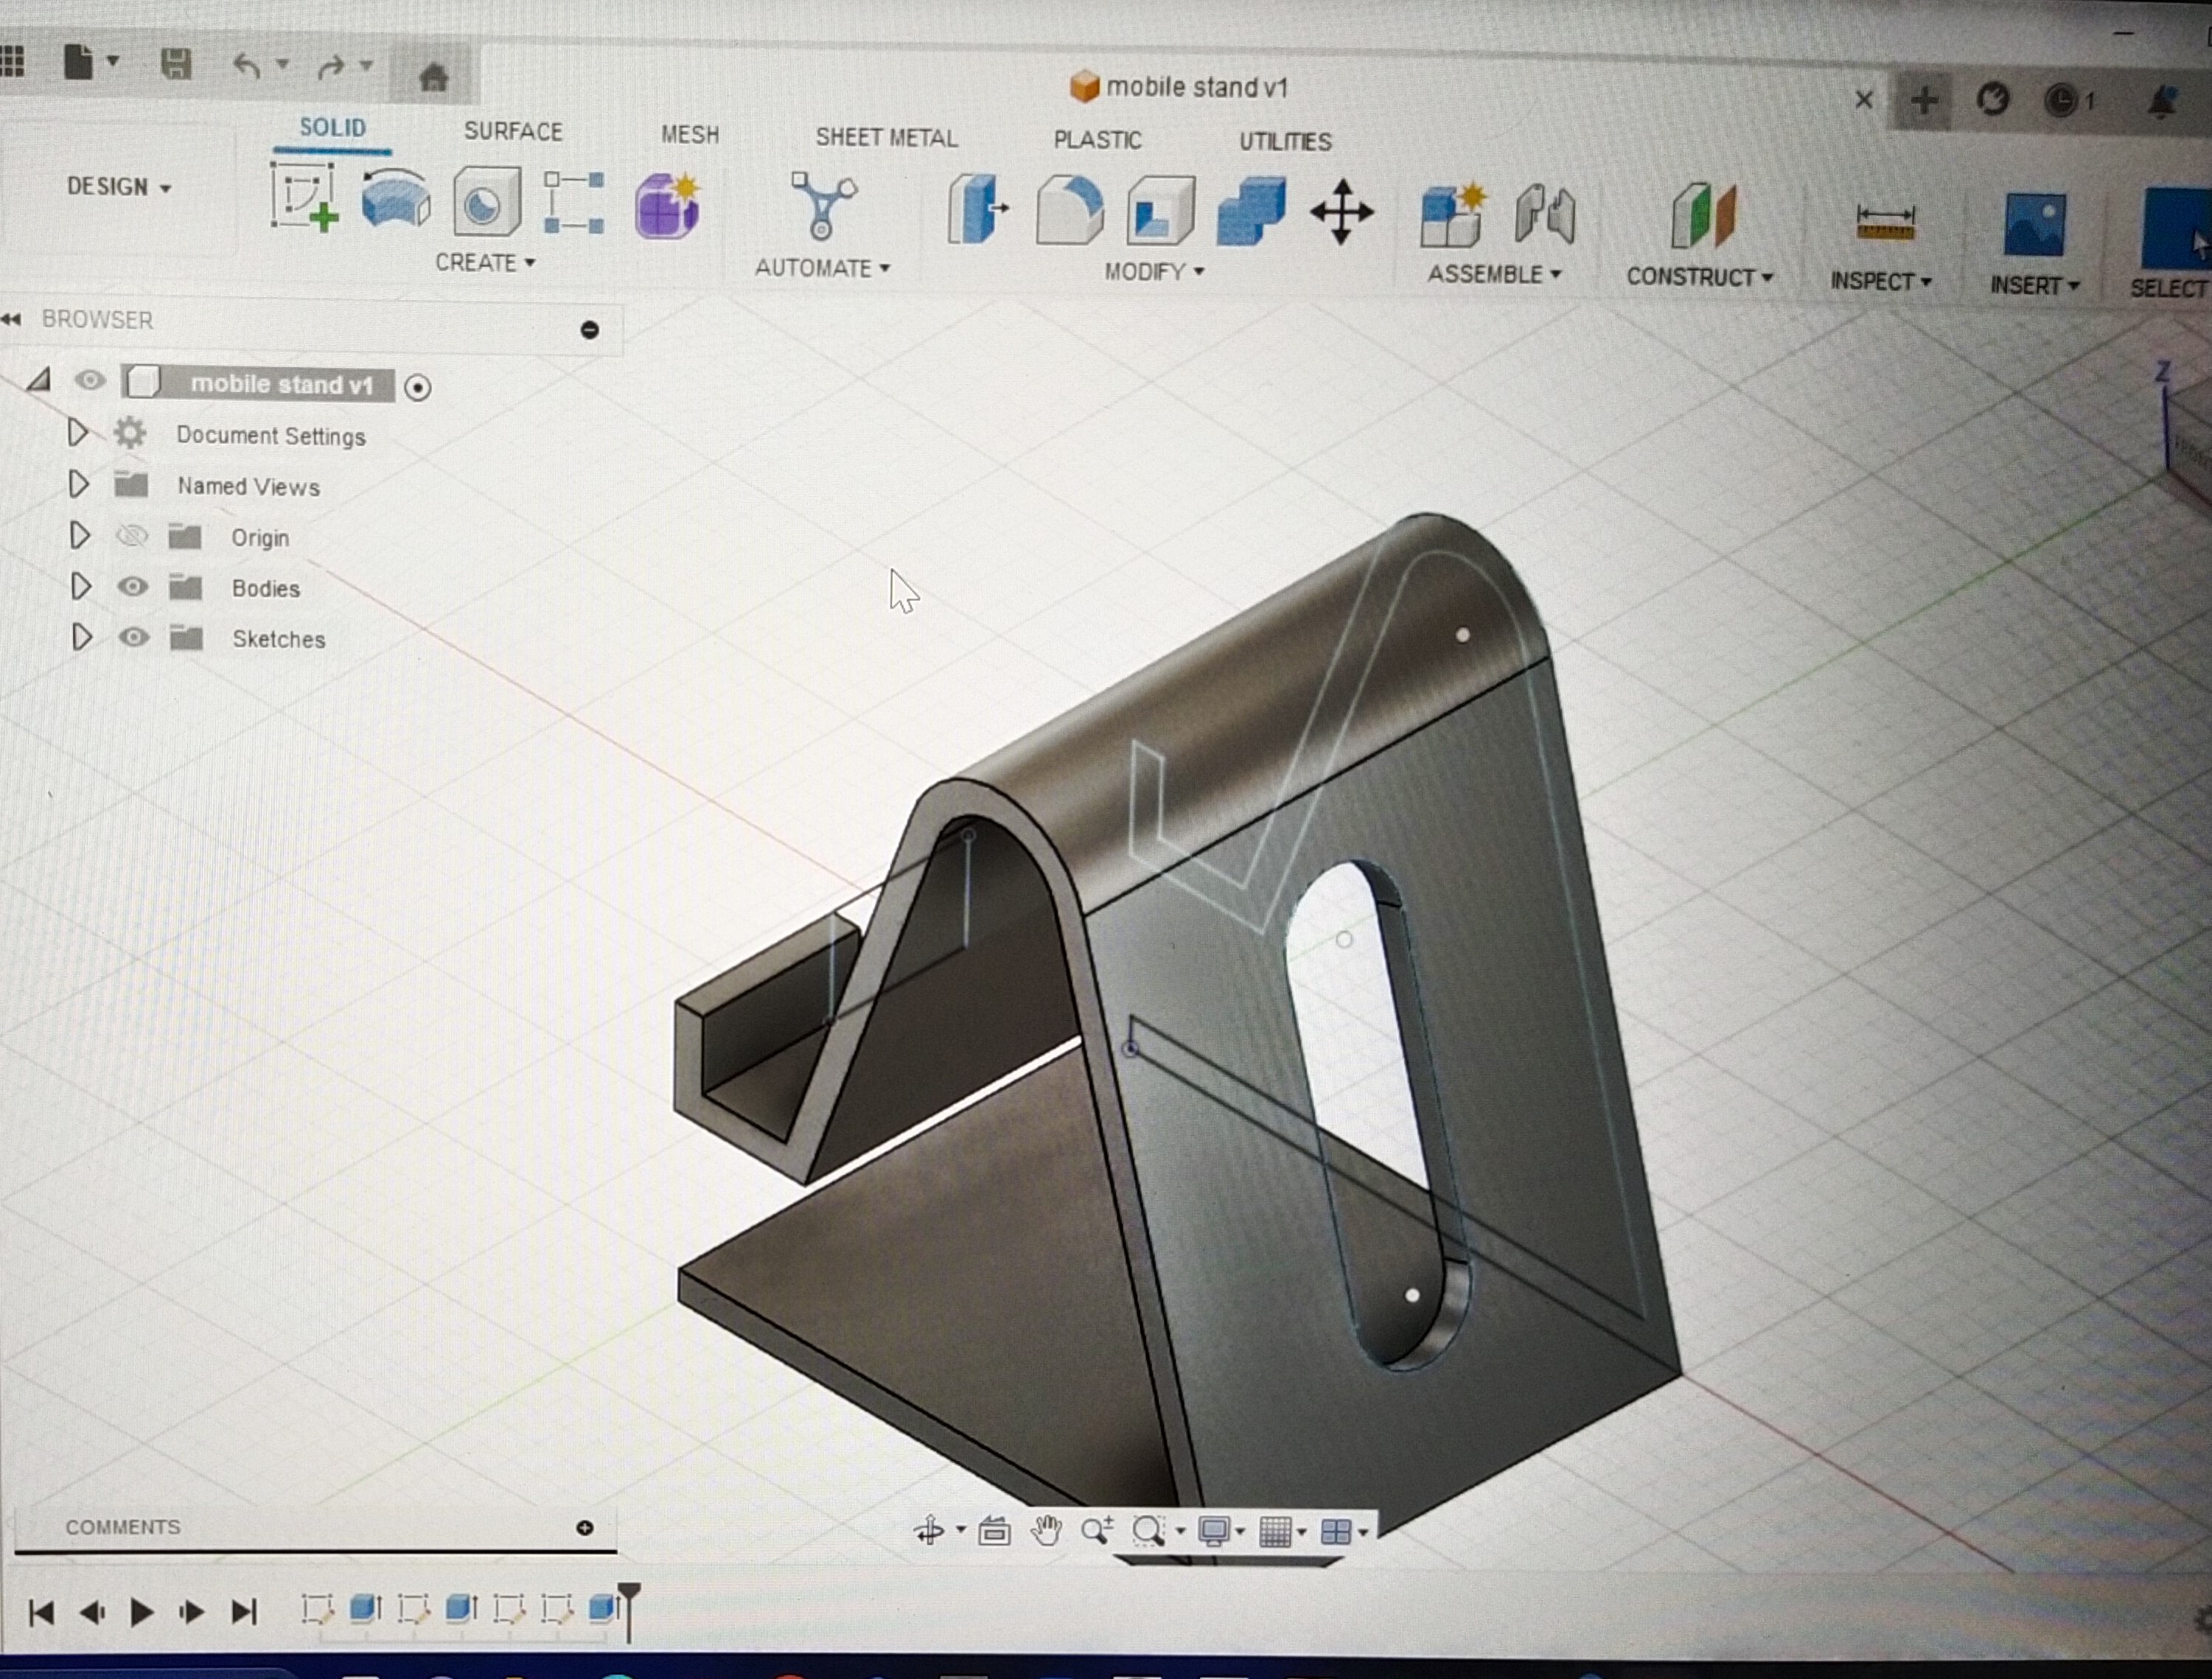 mobile stand v1
1
SOLID
SURFACE
MESH
SHEET METAL
PLASTIC
UTILITIES
DESIGN
CREATE
AUTOMATE
MODIFY
ASSEMBLE
CONSTRUCT
INSPECT
INSERT
SELECT
BROWSER
mobile stand v1
Document Settings
Named Views
Origin
Bodies
Sketches
Z
COMMENTS